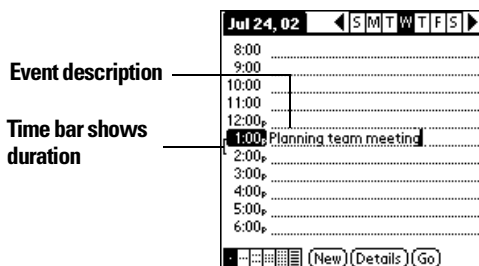 Jul 24, 02 S M T W T F S
8:00
Event description
9:00
10:00
11:00
12:00p
Time bar shows
duration
1:00p Planning team meeting
2:00p
3:00p
4:00p
5:00p
6:00p
New Details Go